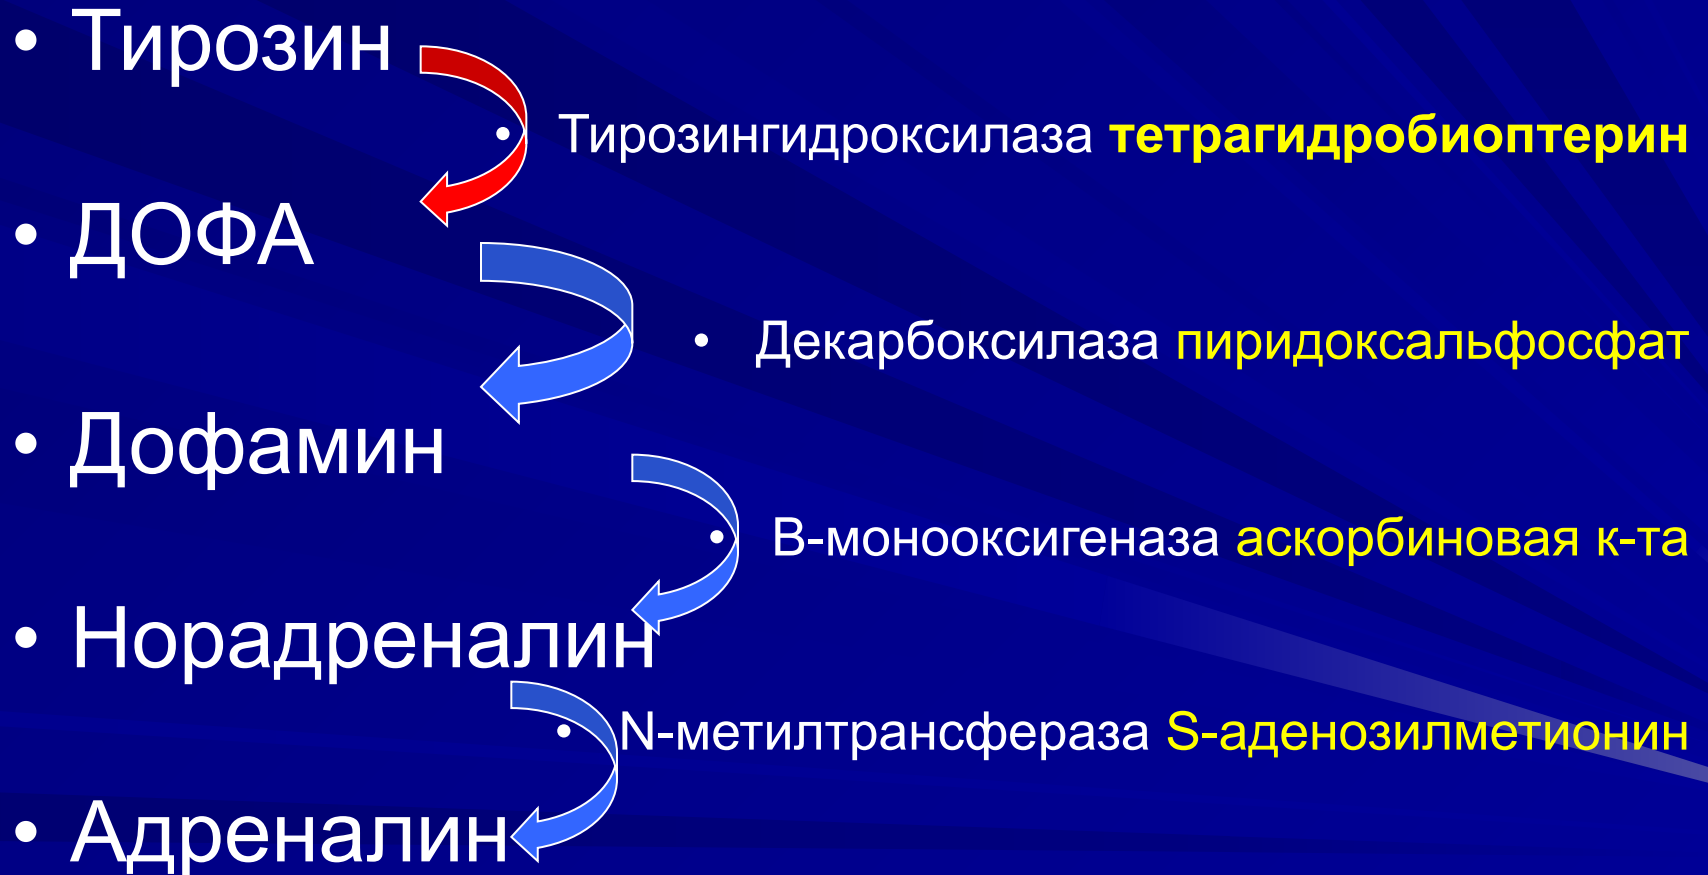 • Тирозин
• Тирозингидроксилаза тетрагидробиоптерин
• ДОФА
• Декарбоксилаза пиридоксальфосфат
• Дофамин
• В-монооксигеназа аскорбиновая к-та
• Норадреналин
• N-метилтрансфераза S-аденозилметионин
• Адреналин